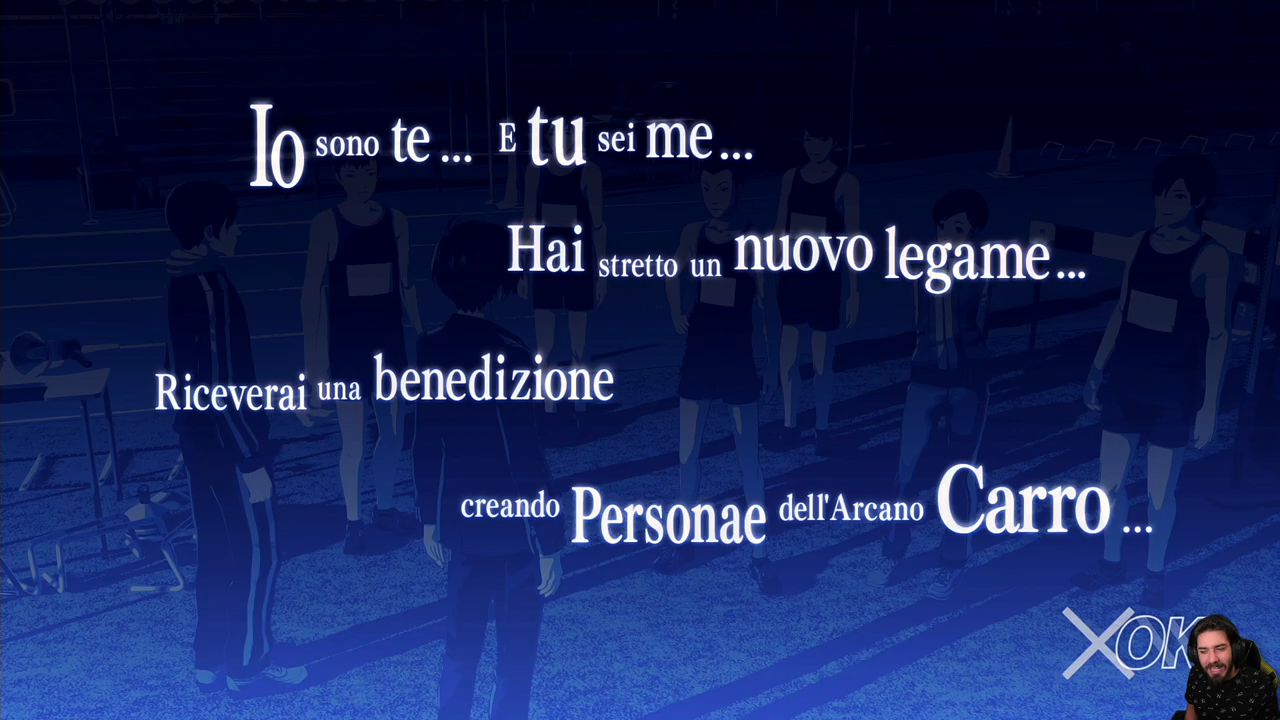 Io sono te... E tu sei me...
Hai stretto un nuovo legame...
Riceverai una benedizione
creando Personae dell'Arcano Carro...
OK